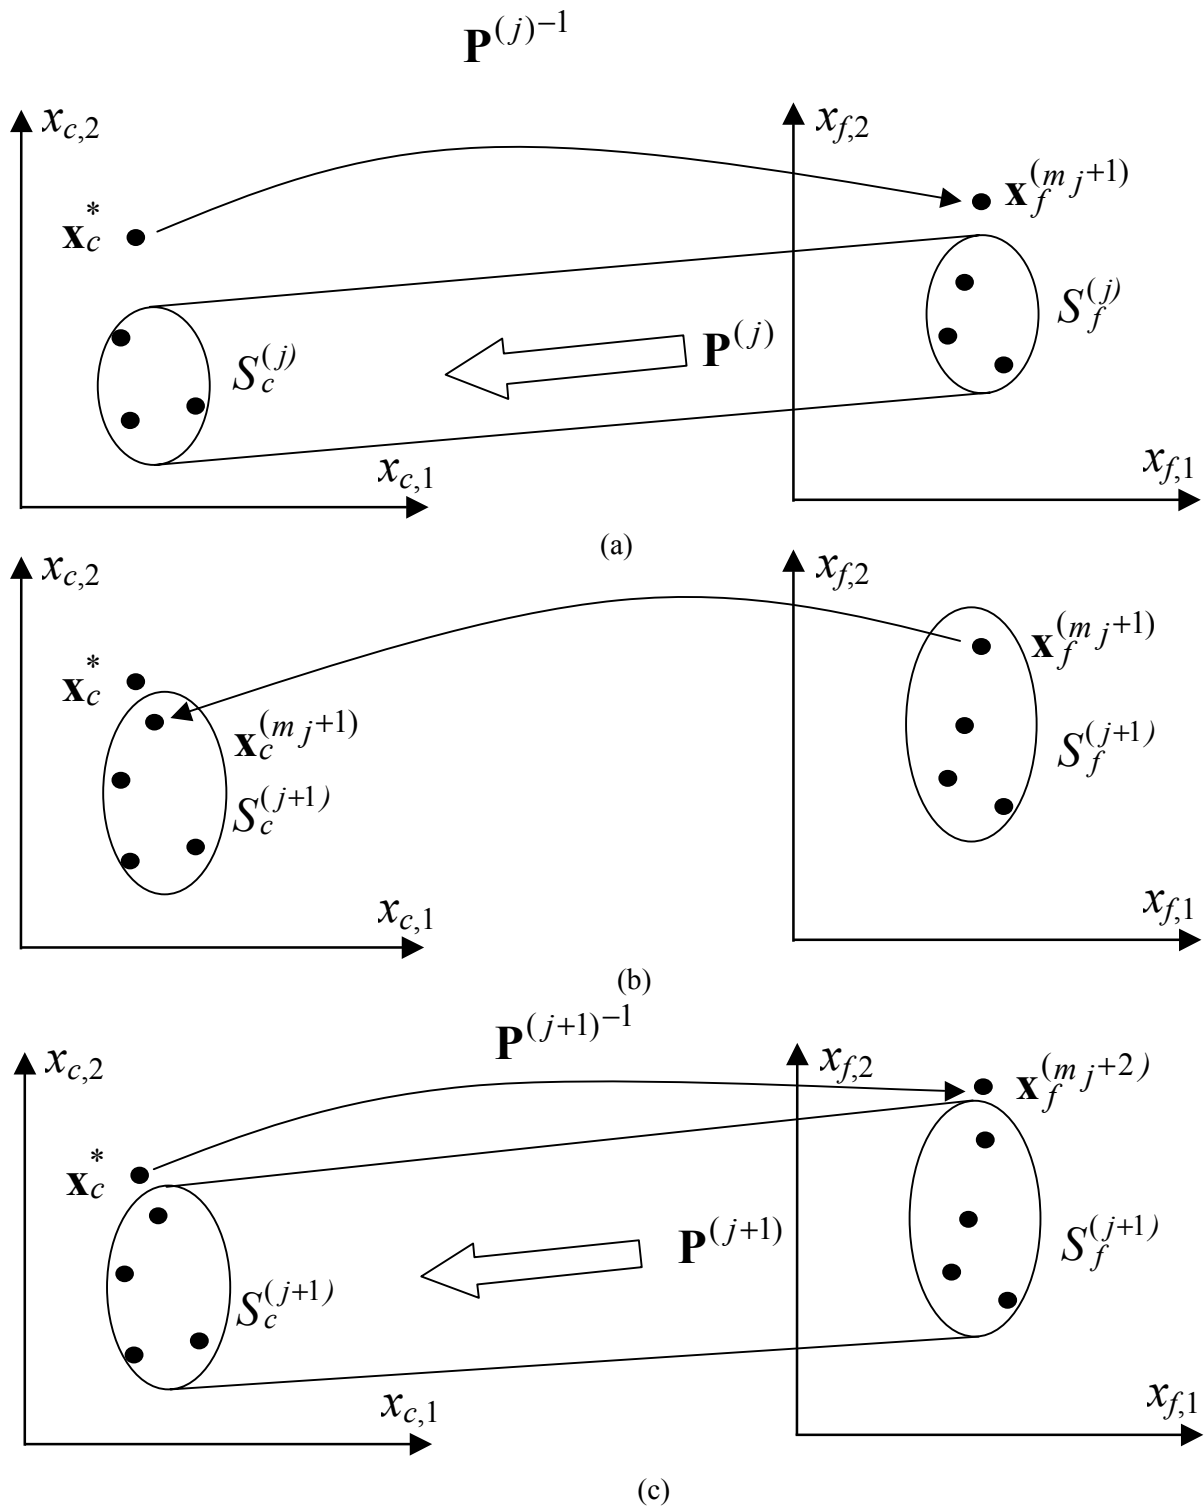 P^(j)−1
x_c,2
x_f,2
x_c^*
x_f^(m_j+1)
S_c^(j)
P^(j)
S_f^(j)
x_c,1
x_f,1
(a)
x_c,2
x_f,2
x_c^*
x_c^(m_j+1)
x_f^(m_j+1)
S_c^(j+1)
S_f^(j+1)
x_c,1
x_f,1
(b)
P^(j+1)−1
x_c,2
x_f,2
x_f^(m_j+2)
x_c^*
P^(j+1)
S_f^(j+1)
S_c^(j+1)
x_c,1
x_f,1
(c)